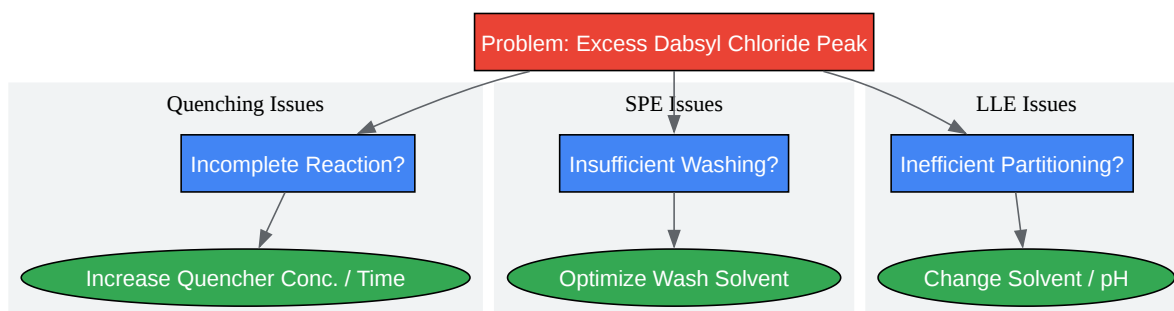 Problem: Excess Dabsyl Chloride Peak
Quenching Issues
SPE Issues
LLE Issues
Incomplete Reaction?
Insufficient Washing?
Inefficient Partitioning?
Increase Quencher Conc. / Time
Optimize Wash Solvent
Change Solvent / pH